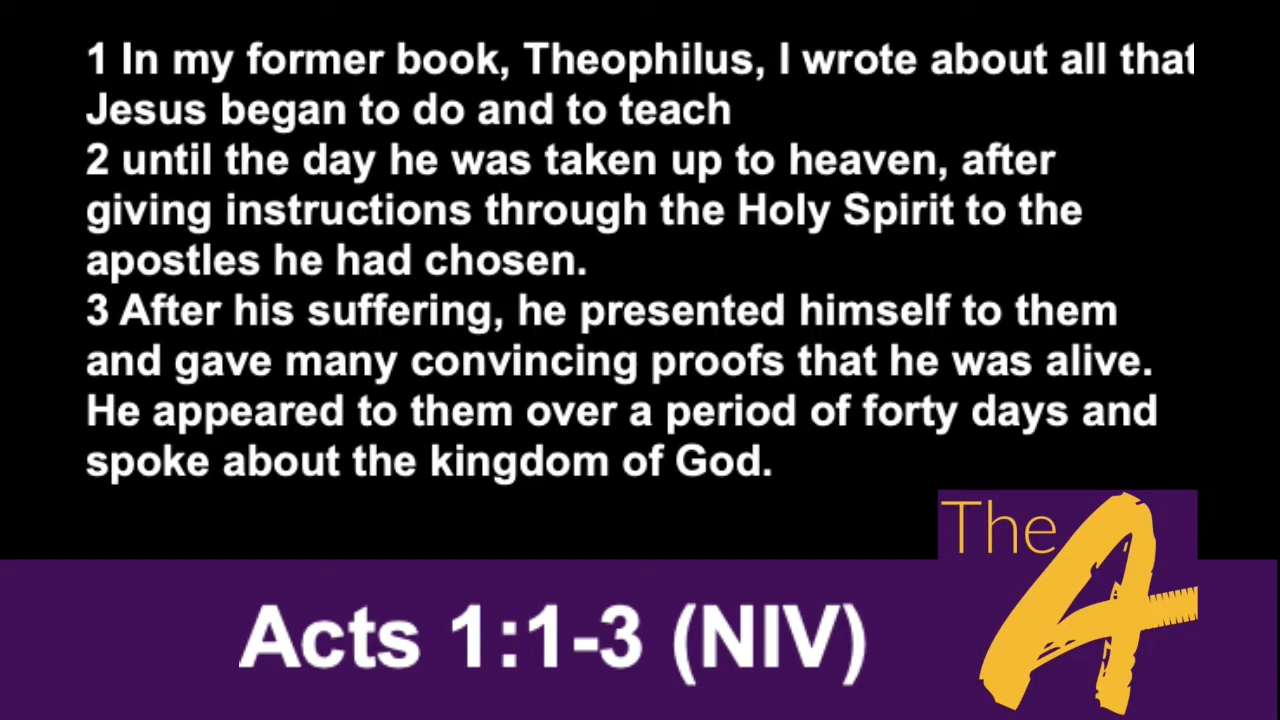 1 In my former book, Theophilus, I wrote about all that
Jesus began to do and to teach
2 until the day he was taken up to heaven, after
giving instructions through the Holy Spirit to the
apostles he had chosen.
3 After his suffering, he presented himself to them
and gave many convincing proofs that he was alive.
He appeared to them over a period of forty days and
spoke about the kingdom of God.
The A
Acts 1:1-3 (NIV)